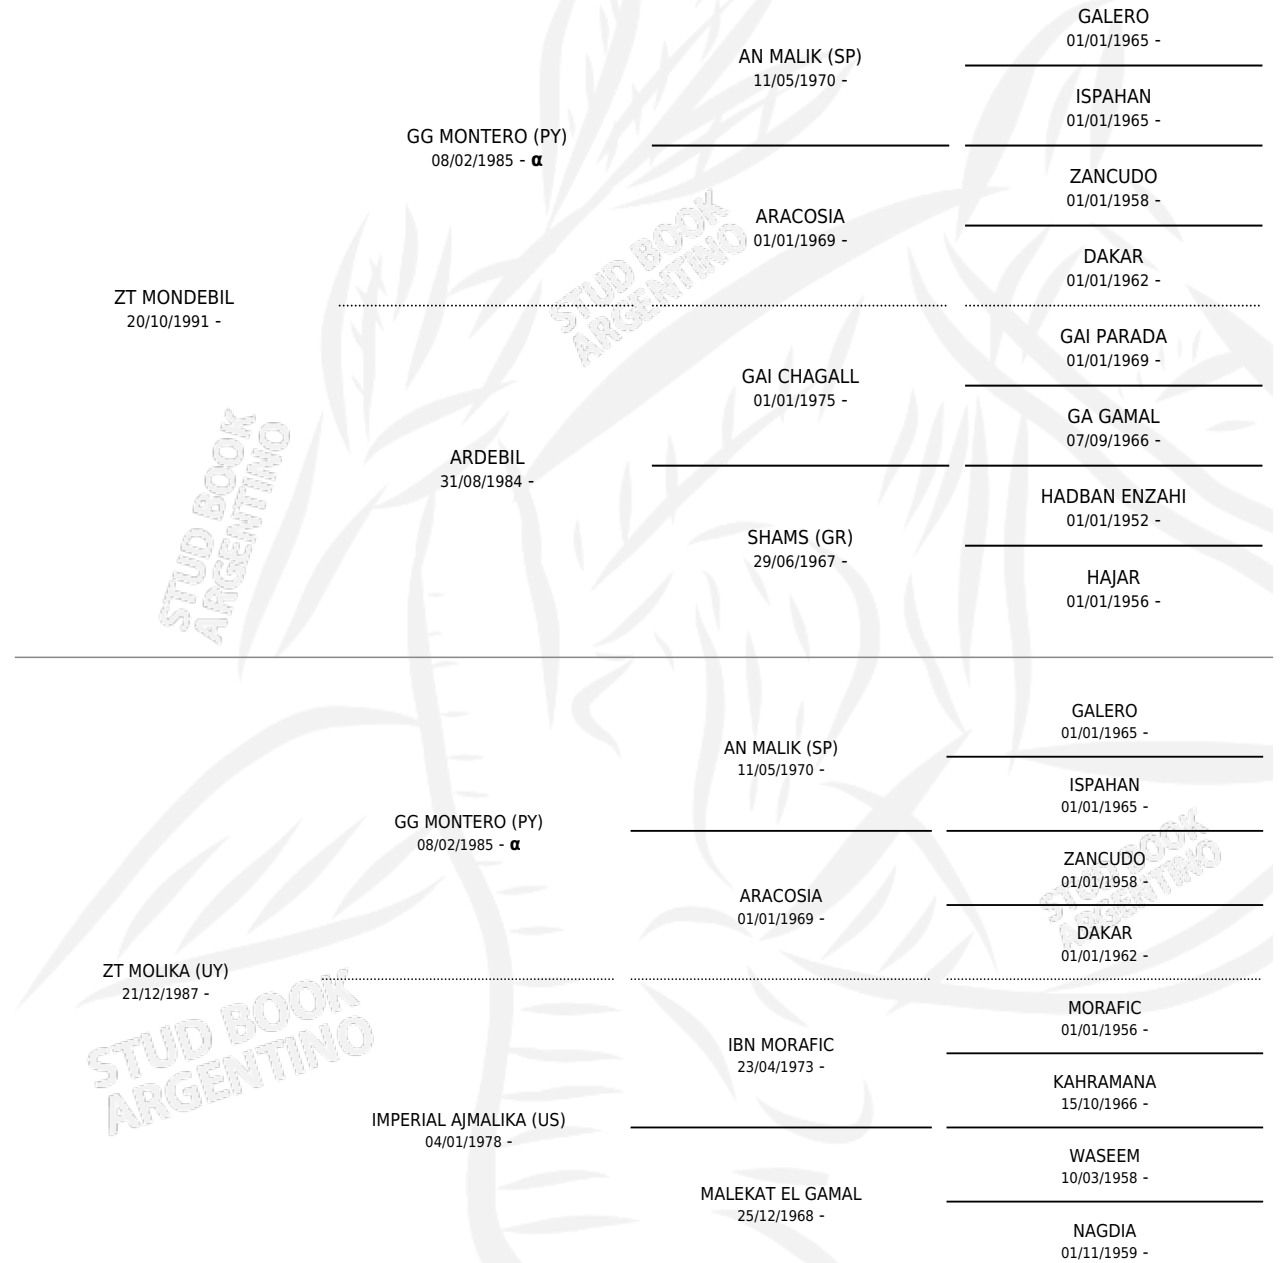 GALERO
01/01/1965 -
AN MALIK (SP)
11/05/1970 -
ISPAHAN
01/01/1965 -
GG MONTERO (PY)
08/02/1985 - α
ZANCUDO
01/01/1958 -
ARACOSIA
01/01/1969 -
DAKAR
01/01/1962 -
ZT MONDEBIL
20/10/1991 -
GAI PARADA
01/01/1969 -
GAI CHAGALL
01/01/1975 -
GA GAMAL
07/09/1966 -
ARDEBIL
31/08/1984 -
HADBAN ENZAHI
01/01/1952 -
SHAMS (GR)
29/06/1967 -
HAJAR
01/01/1956 -
STUD BOOK
ARGENTINO
STUD BOOK
ARGENTINO
GALERO
01/01/1965 -
AN MALIK (SP)
11/05/1970 -
ISPAHAN
01/01/1965 -
GG MONTERO (PY)
08/02/1985 - α
ZANCUDO
01/01/1958 -
ARACOSIA
01/01/1969 -
DAKAR
01/01/1962 -
ZT MOLIKA (UY)
21/12/1987 -
MORAFIC
01/01/1956 -
IBN MORAFIC
23/04/1973 -
KAHRAMANA
15/10/1966 -
IMPERIAL AJMALIKA (US)
04/01/1978 -
WASEEM
10/03/1958 -
MALEKAT EL GAMAL
25/12/1968 -
NAGDIA
01/11/1959 -
STUD BOOK
ARGENTINO
STUD BOOK
ARGENTINO